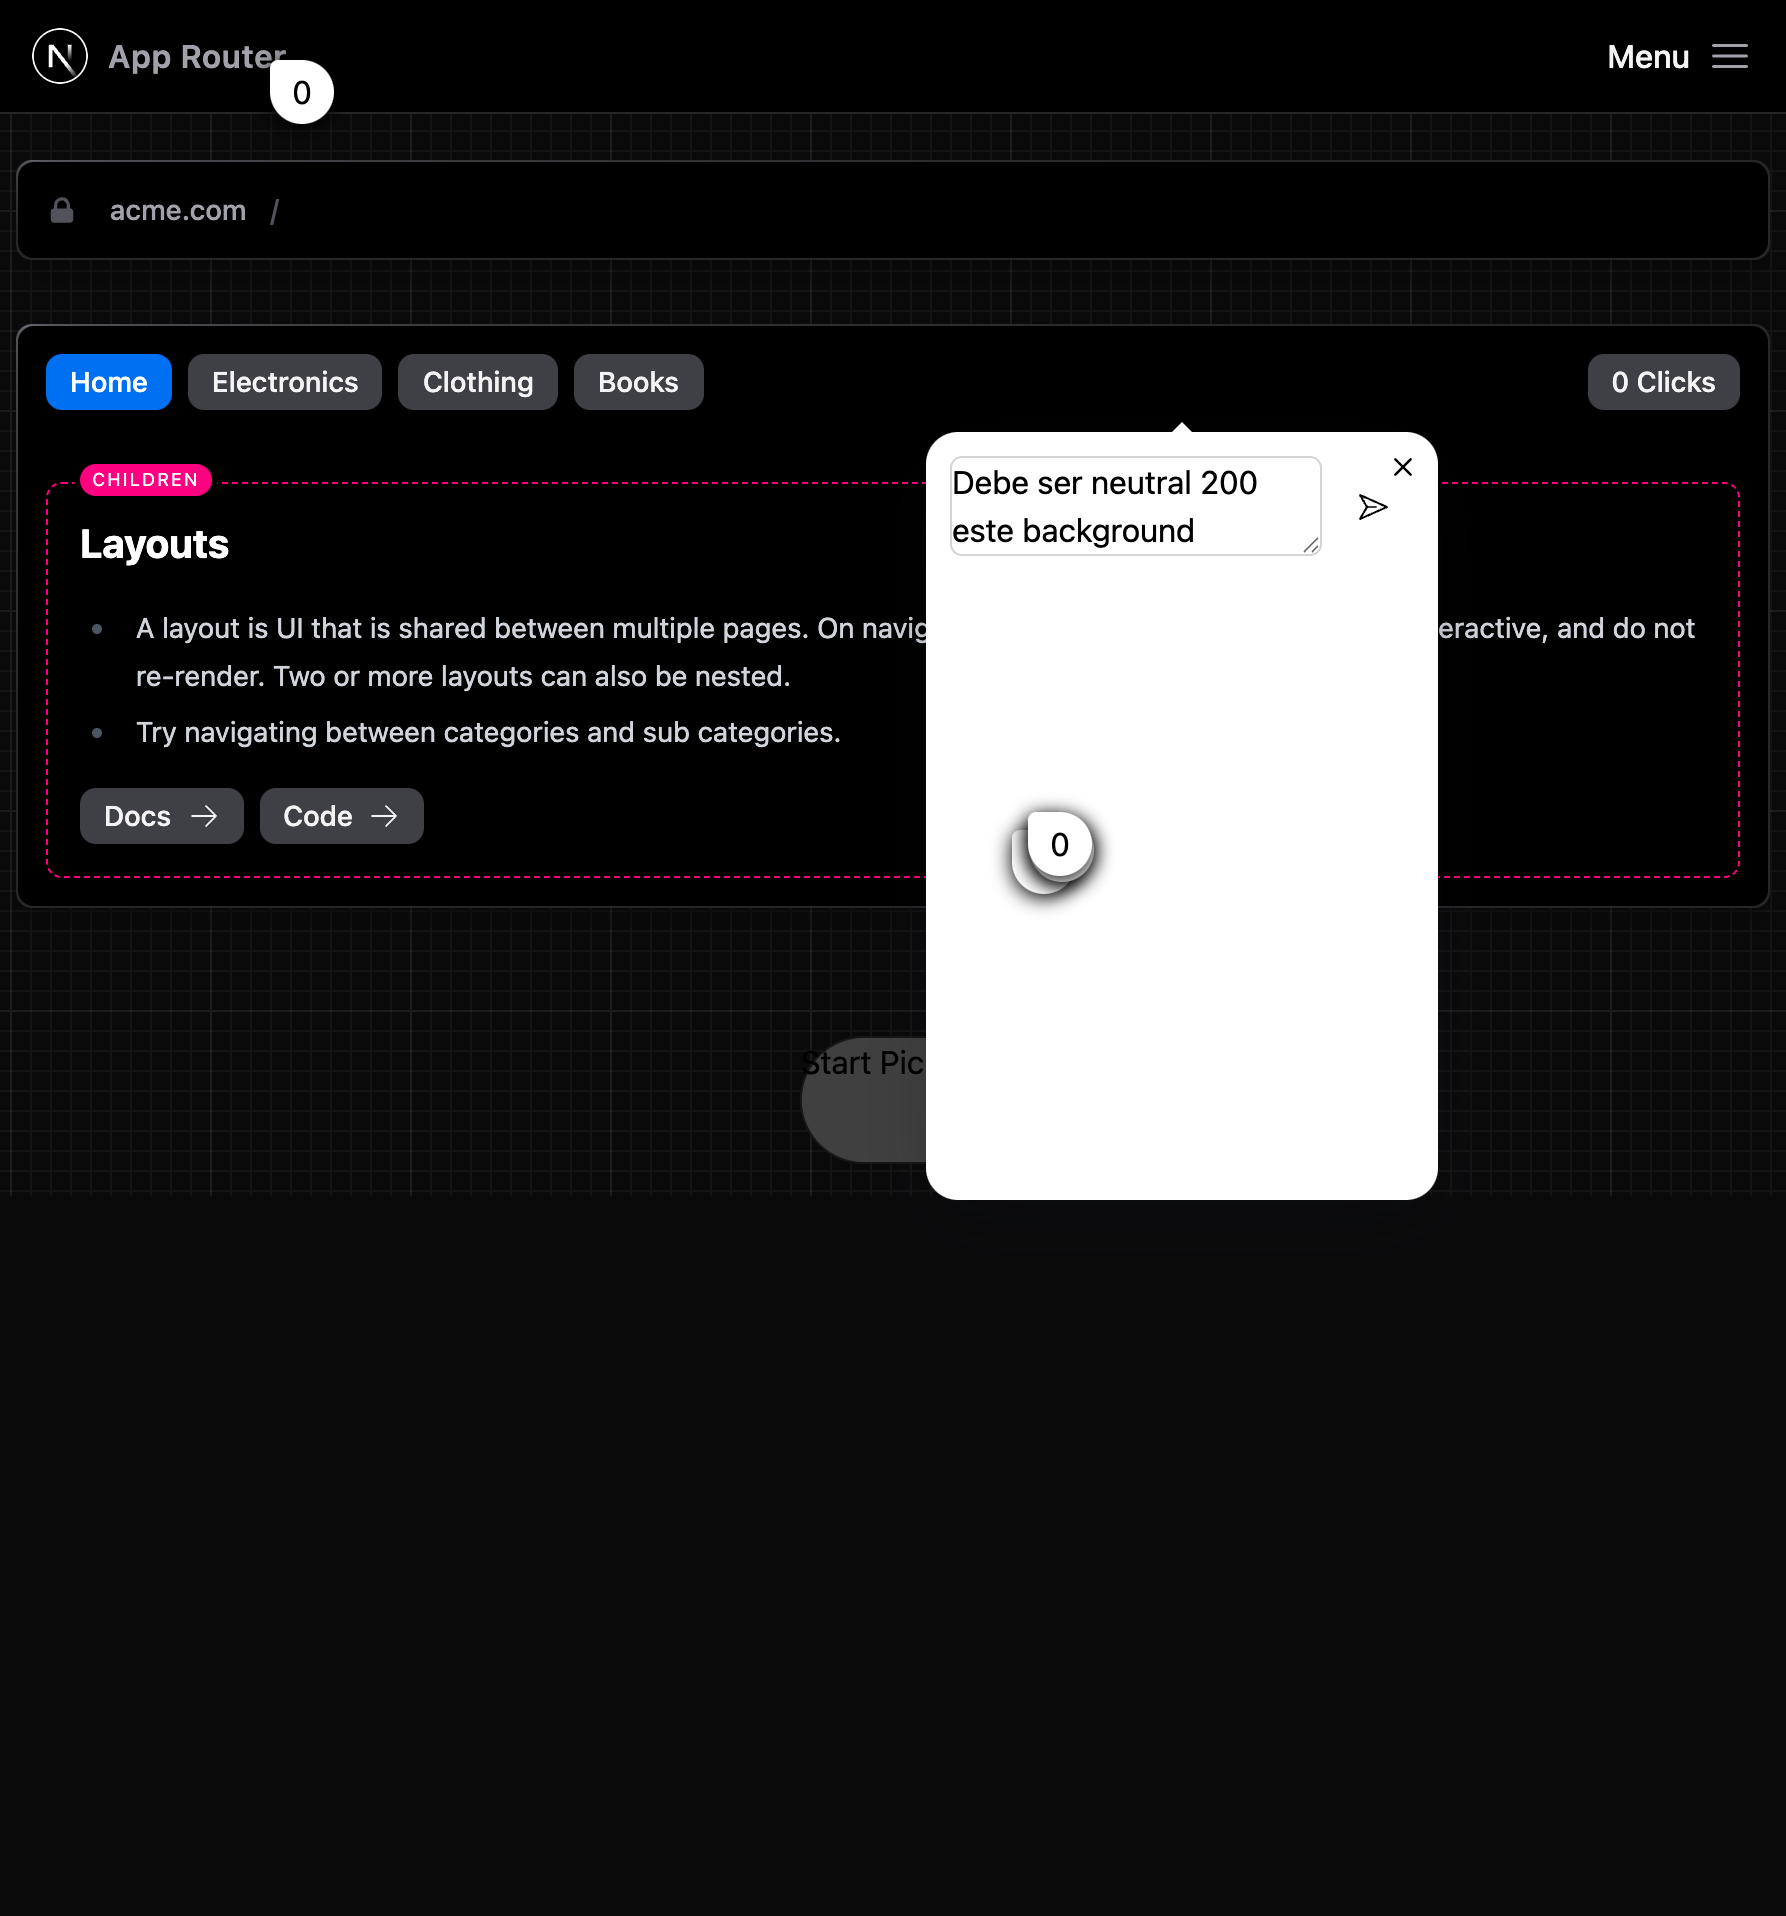 App Router
Menu
0
acme.com /
Home
Electronics
Clothing
Books
0 Clicks
Debe ser neutral 200
este background
CHILDREN
Layouts
A layout is UI that is shared between multiple pages. On navig
eractive, and do not
re-render. Two or more layouts can also be nested.
Try navigating between categories and sub categories.
Docs
Code
0
Start Pic